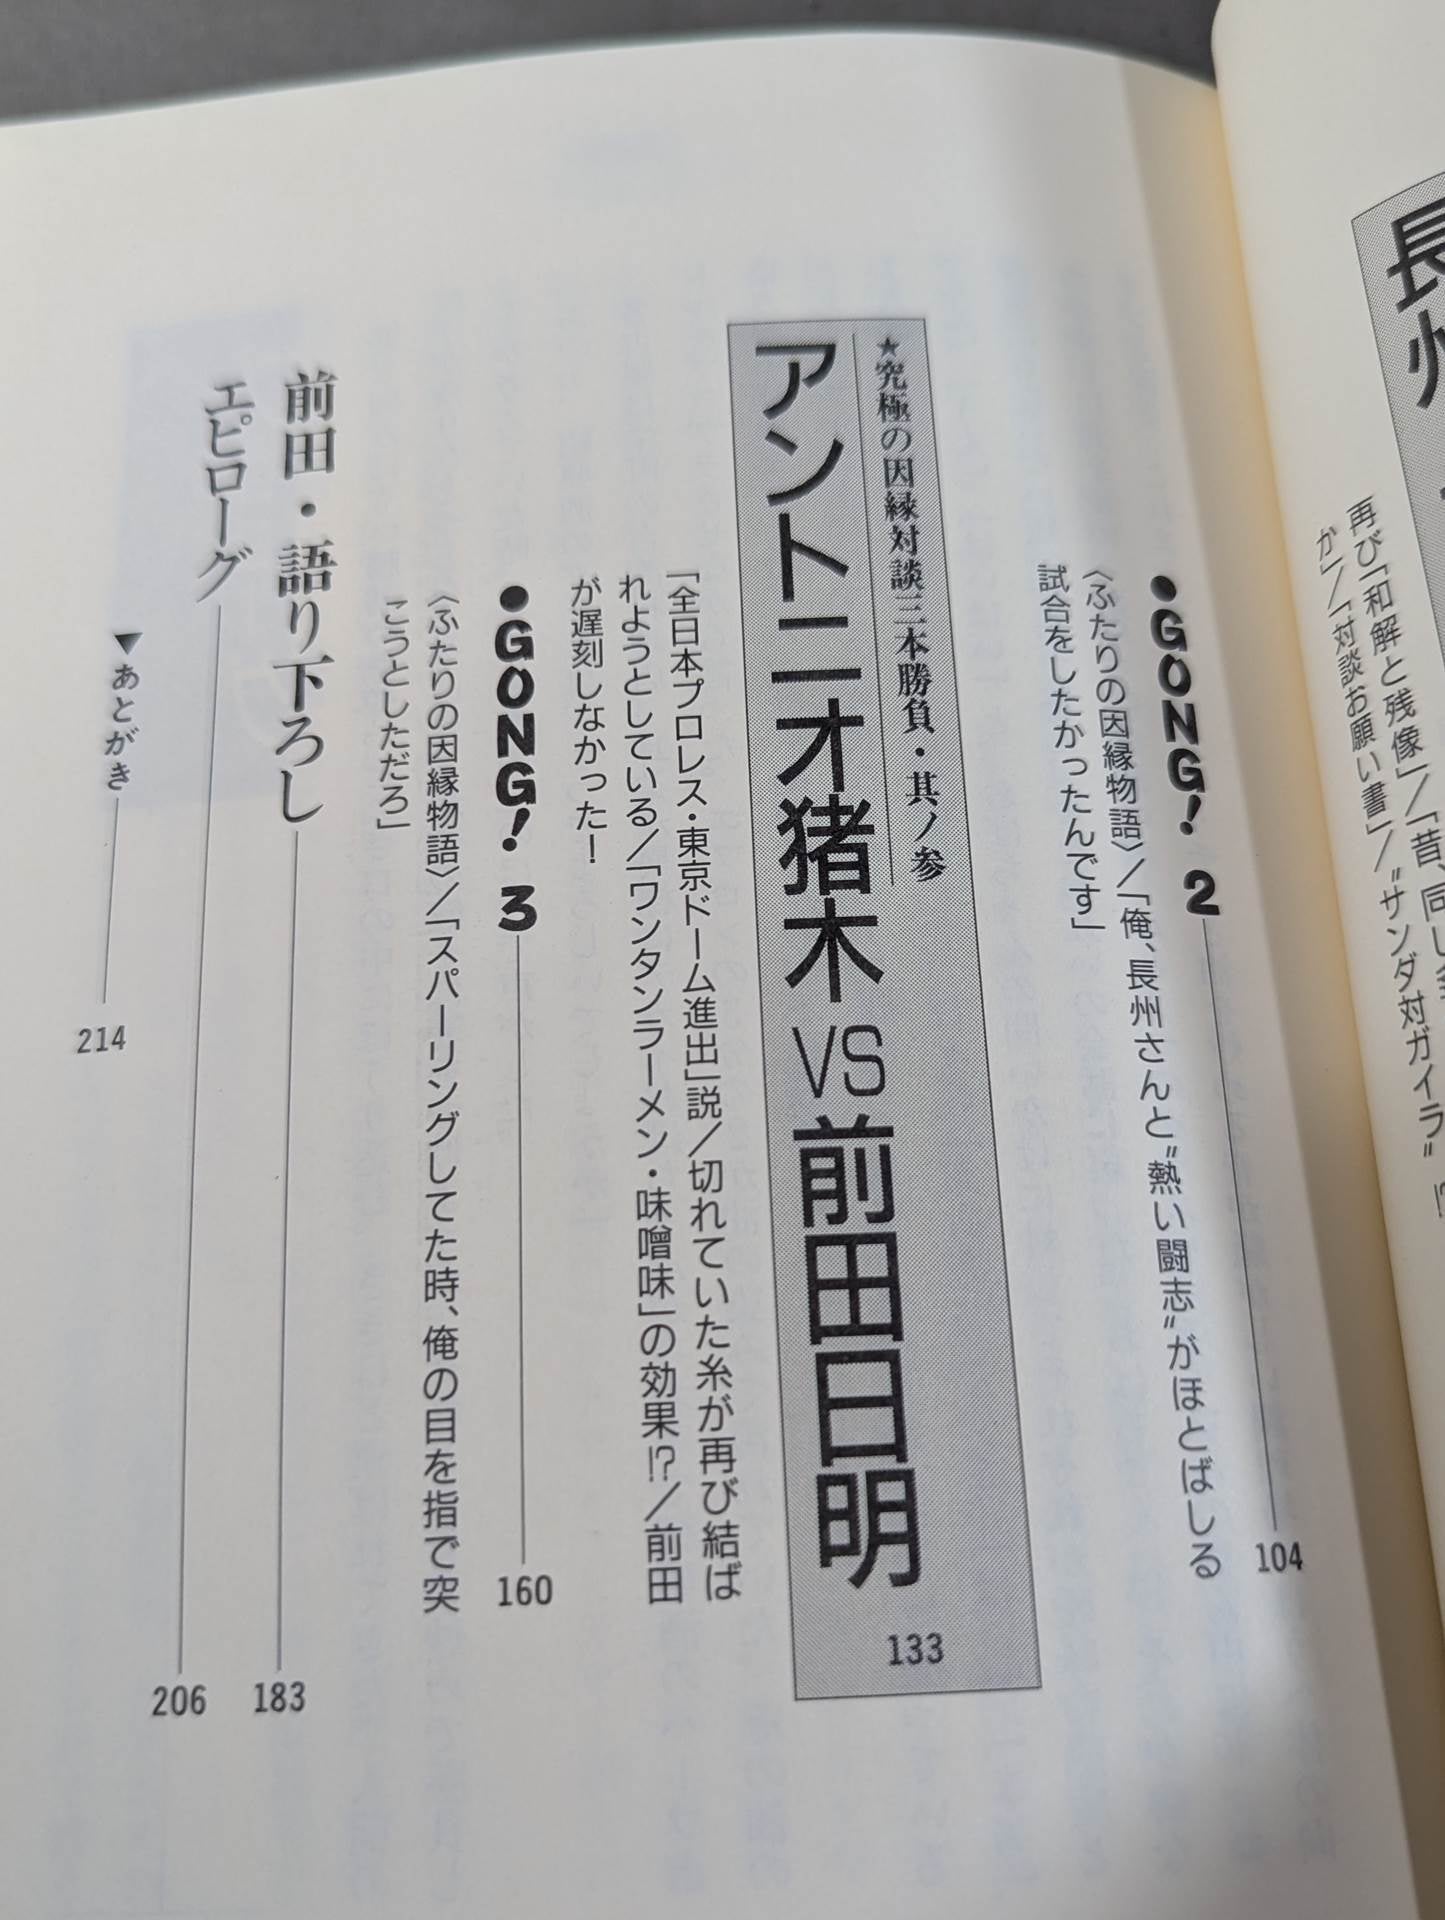 長州
再び「和解と残像」/「昔、同じ
か」/「対談お願い書」/“サンダ対ガイラ”!?
●GONG! 2 104
〈ふたりの因縁物語〉/「俺、長州さんと“熱い闘志”がほとばしる
試合をしたかったんです」
★究極の因縁対談三本勝負・其ノ参
アントニオ猪木 VS 前田日明 133
「全日本プロレス・東京ドーム進出」説/切れていた糸が再び結ば
れようとしている/「ワンタンラーメン・味噌味」の効果!?/前田
が遅刻しなかった!
●GONG! 3 160
〈ふたりの因縁物語〉/「スパーリングしてた時、俺の目を指で突
こうとしただろ」
前田・語り下ろし 183
エピローグ 206
▼あとがき 214